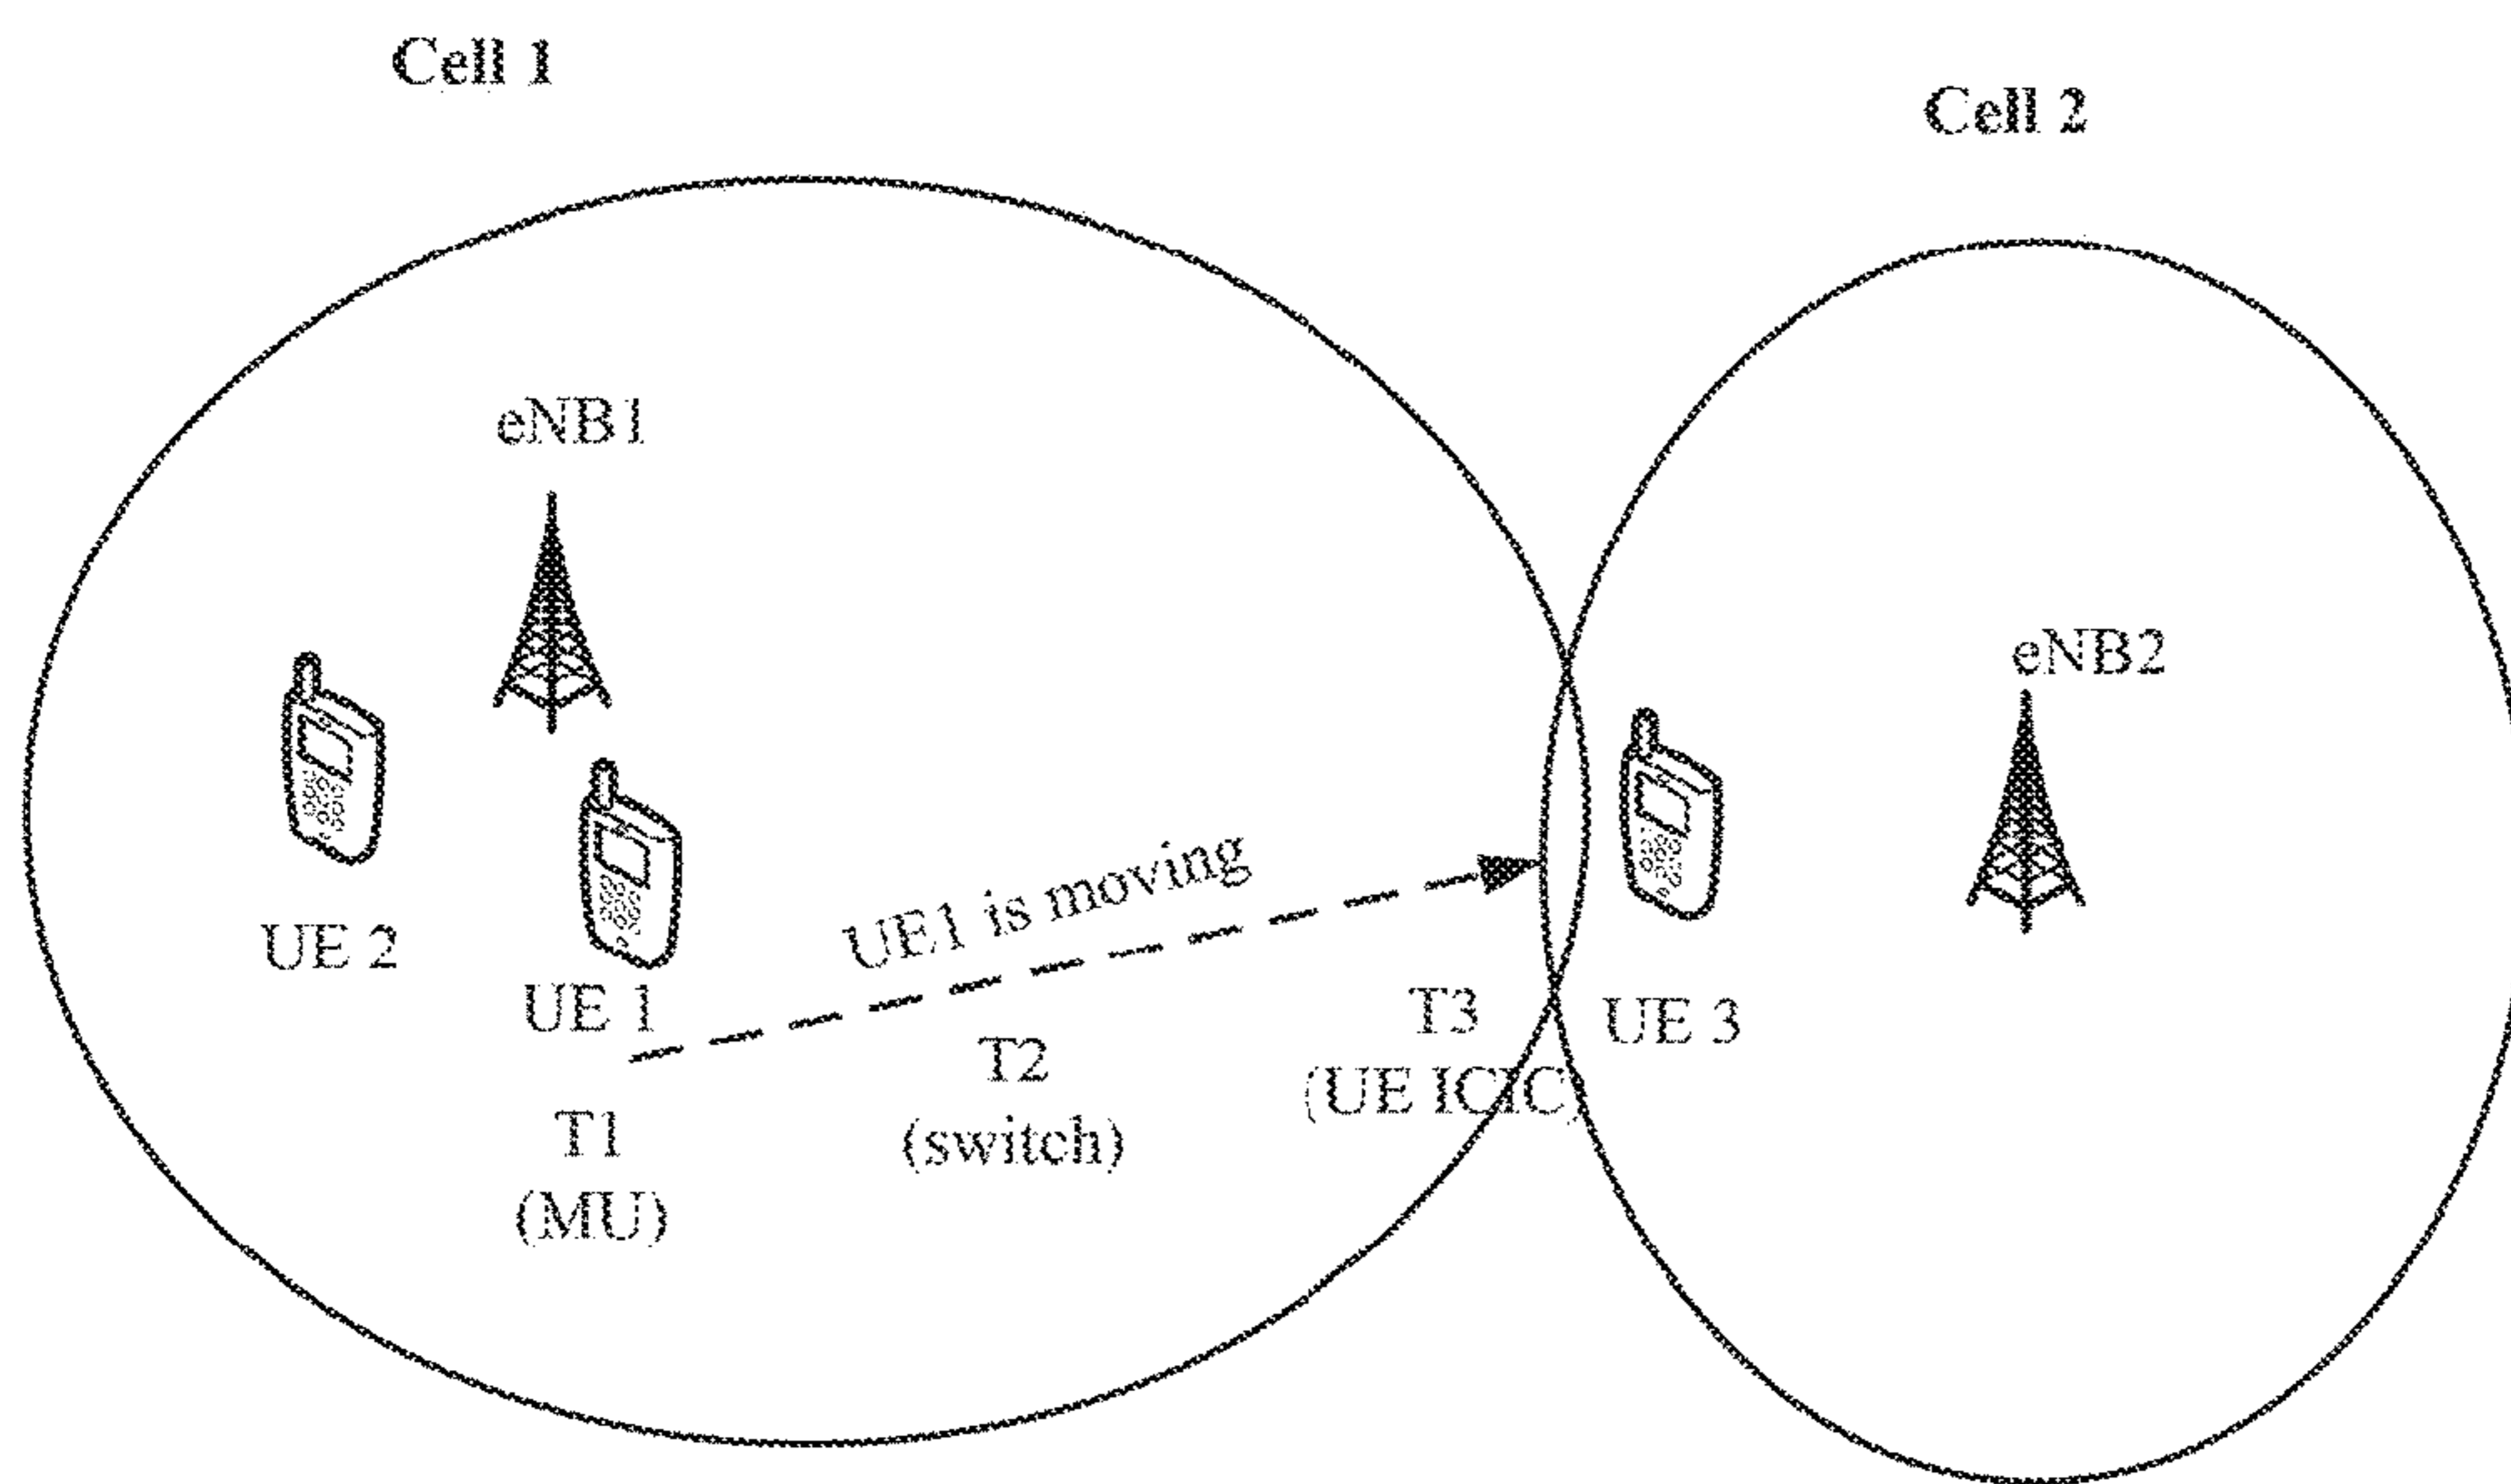 Cell 1
Cell 2
eNB1
eNB2
UE 2
UE 1
UE1 is moving
UE 3
T1
(MU)
T2
(switch)
T3
(UE ICIC)